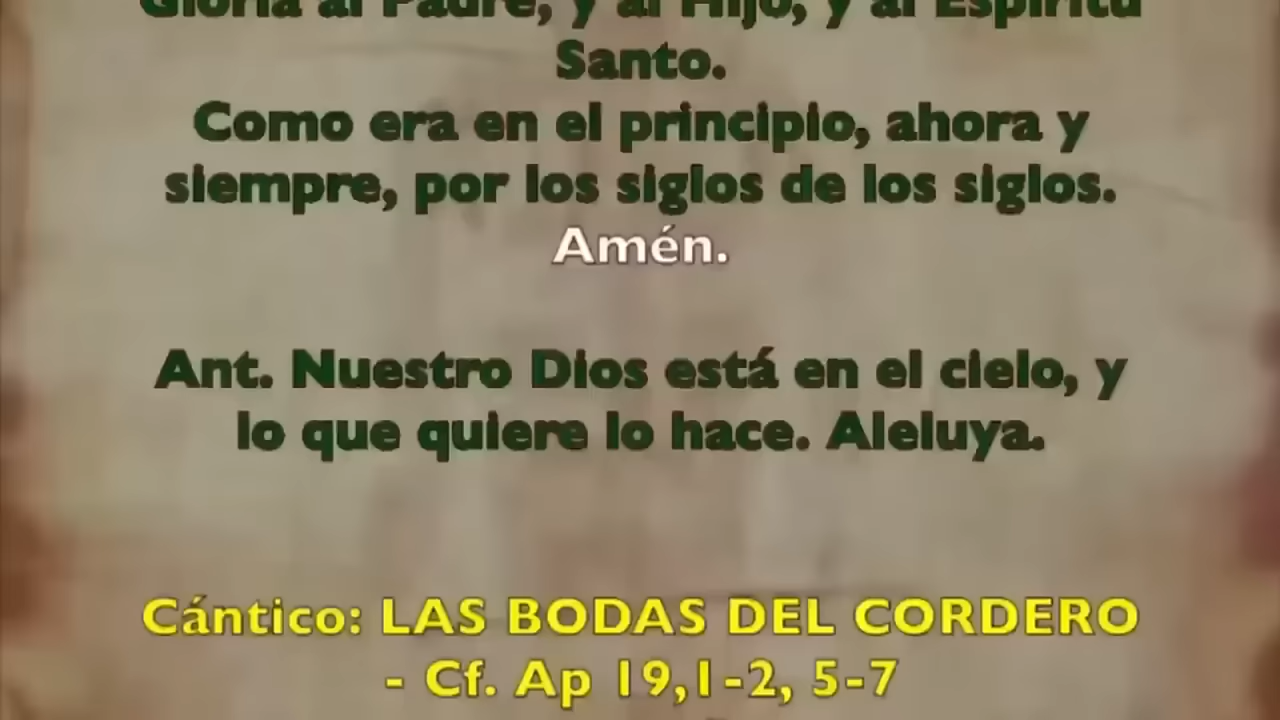 Gloria al Padre, y al Hijo, y al Espíritu
Santo.
Como era en el principio, ahora y
siempre, por los siglos de los siglos.
Amén.
Ant. Nuestro Dios está en el cielo, y
lo que quiere lo hace. Aleluya.
Cántico: LAS BODAS DEL CORDERO
- Cf. Ap 19,1-2, 5-7